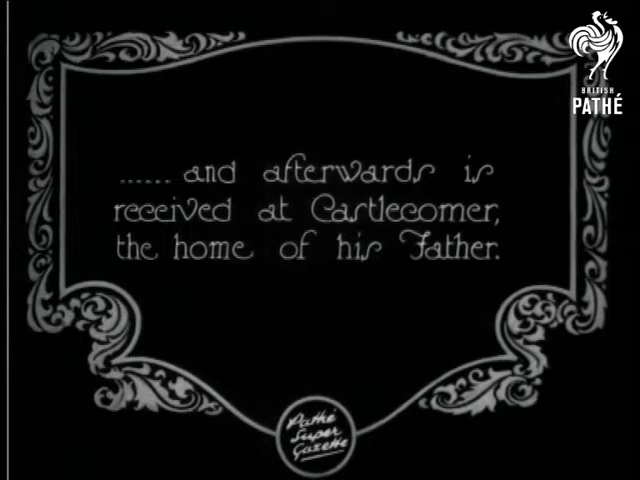 BRITISH
PATHÉ
...... and afterwards is
received at Castlecomer,
the home of his Father.
Pathé
Super
Gazette